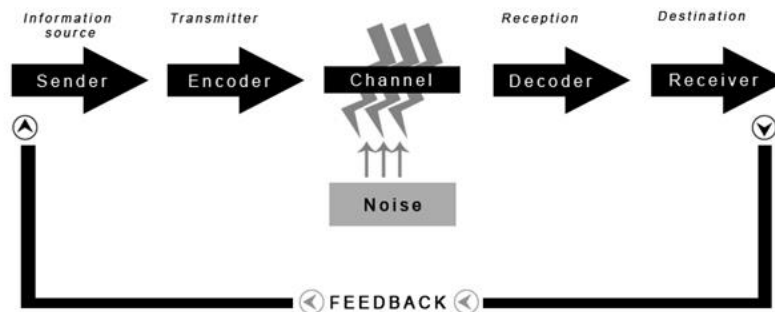 Information
source
Transmitter
Reception
Destination
Sender
Encoder
Channel
Decoder
Receiver
Noise
FEEDBACK